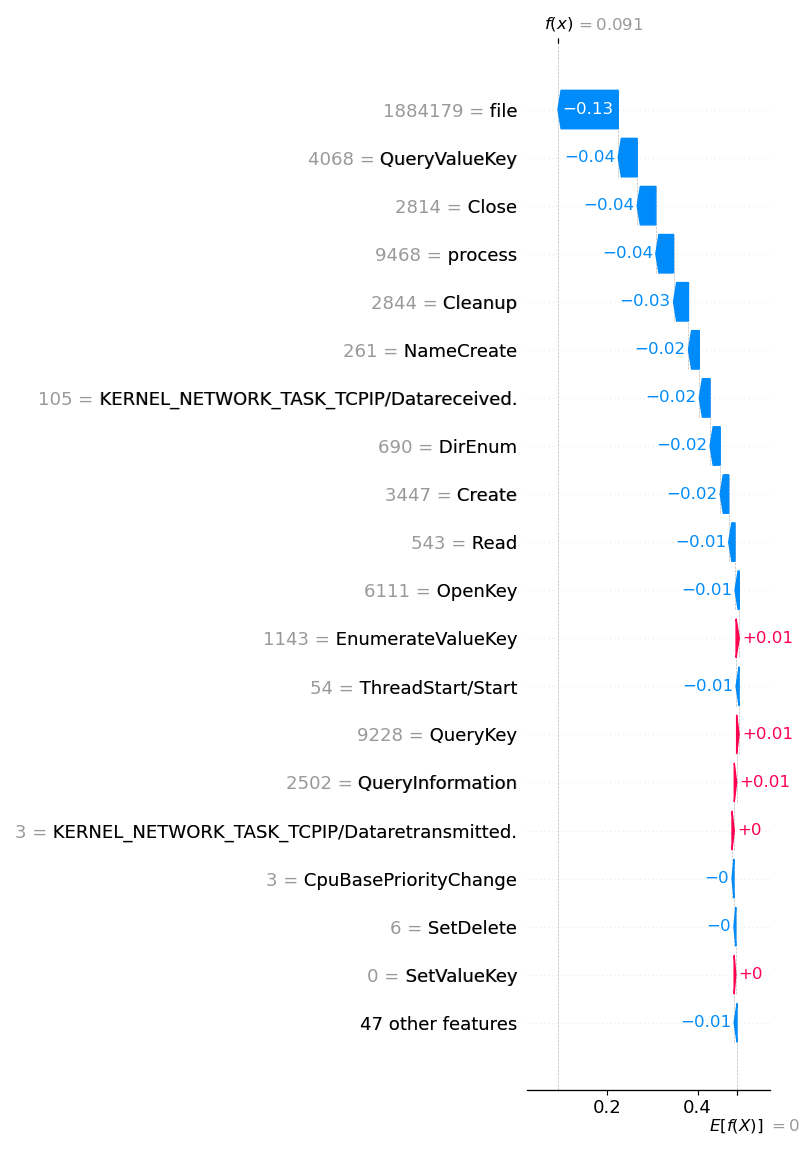 f(x) = 0.091
1884179 = file
−0.13
4068 = QueryValueKey
−0.04
2814 = Close
−0.04
9468 = process
−0.04
2844 = Cleanup
−0.03
261 = NameCreate
−0.02
105 = KERNEL_NETWORK_TASK_TCPIP/Datareceived.
−0.02
690 = DirEnum
−0.02
3447 = Create
−0.02
543 = Read
−0.01
6111 = OpenKey
−0.01
1143 = EnumerateValueKey
+0.01
54 = ThreadStart/Start
−0.01
9228 = QueryKey
+0.01
2502 = QueryInformation
+0.01
3 = KERNEL_NETWORK_TASK_TCPIP/Dataretransmitted.
+0
3 = CpuBasePriorityChange
−0
6 = SetDelete
−0
0 = SetValueKey
+0
47 other features
−0.01
0.2
0.4
E[f(X)] = 0